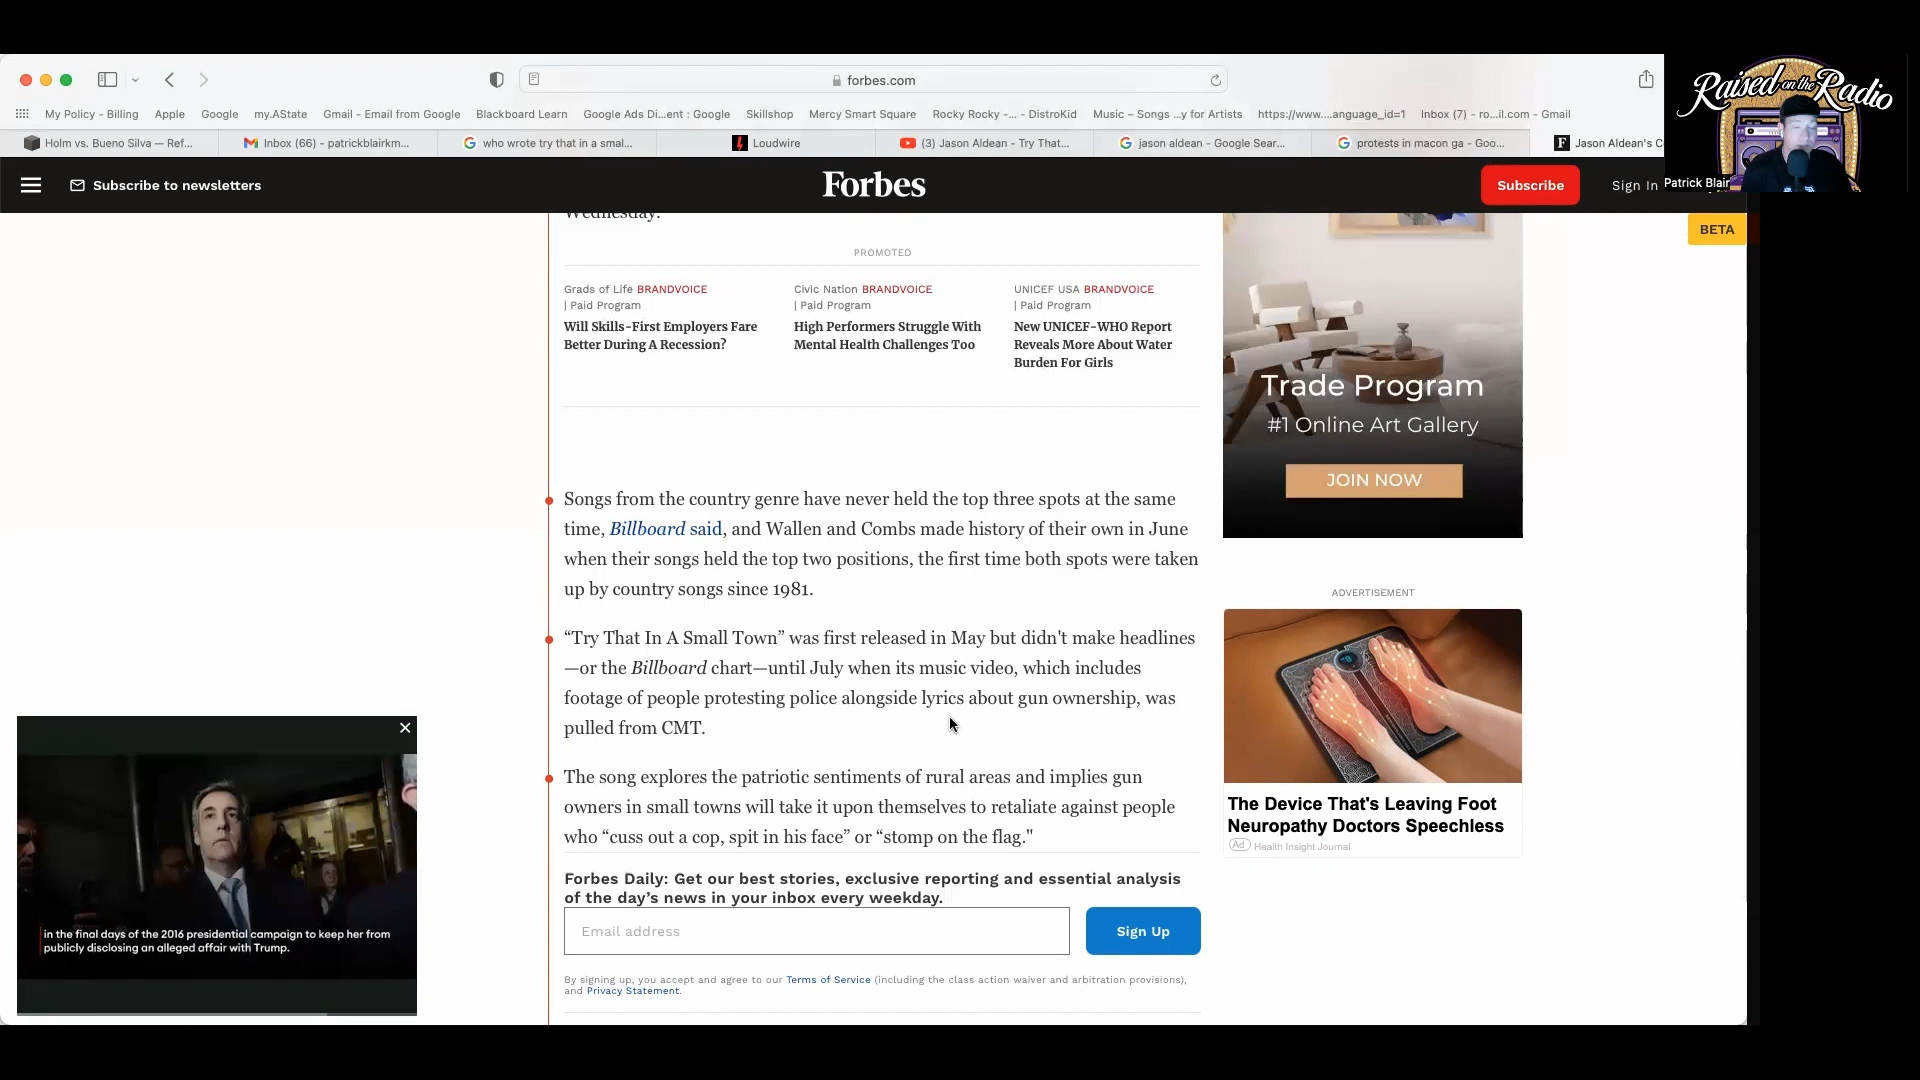 Raised on the Radio
forbes.com
My Policy - Billing
Apple
Google
my.AState
Gmail - Email from Google
Blackboard Learn
Google Ads Di...ent : Google
Skillshop
Mercy Smart Square
Rocky Rocky -... - DistroKid
Music – Songs ...y for Artists
https://www....anguage_id=1
Inbox (7) - ro...il.com - Gmail
Holm vs. Bueno Silva — Ref...
Inbox (66) - patrickblairkm...
who wrote try that in a smal...
Loudwire
(3) Jason Aldean - Try That...
jason aldean - Google Sear...
protests in macon ga - Goo...
Jason Aldean's C
Patrick Blair
Subscribe to newsletters
Forbes
Subscribe
Sign In
BETA
Wednesday.
PROMOTED
Grads of Life BRANDVOICE
| Paid Program
Will Skills-First Employers Fare
Better During A Recession?
Civic Nation BRANDVOICE
| Paid Program
High Performers Struggle With
Mental Health Challenges Too
UNICEF USA BRANDVOICE
| Paid Program
New UNICEF-WHO Report
Reveals More About Water
Burden For Girls
Trade Program
#1 Online Art Gallery
JOIN NOW
Songs from the country genre have never held the top three spots at the same
time, Billboard said, and Wallen and Combs made history of their own in June
when their songs held the top two positions, the first time both spots were taken
up by country songs since 1981.
“Try That In A Small Town” was first released in May but didn't make headlines
—or the Billboard chart—until July when its music video, which includes
footage of people protesting police alongside lyrics about gun ownership, was
pulled from CMT.
The song explores the patriotic sentiments of rural areas and implies gun
owners in small towns will take it upon themselves to retaliate against people
who “cuss out a cop, spit in his face” or “stomp on the flag."
ADVERTISEMENT
The Device That's Leaving Foot
Neuropathy Doctors Speechless
Ad Health Insight Journal
in the final days of the 2016 presidential campaign to keep her from
publicly disclosing an alleged affair with Trump.
Forbes Daily: Get our best stories, exclusive reporting and essential analysis
of the day’s news in your inbox every weekday.
Email address
Sign Up
By signing up, you accept and agree to our Terms of Service (including the class action waiver and arbitration provisions),
and Privacy Statement.